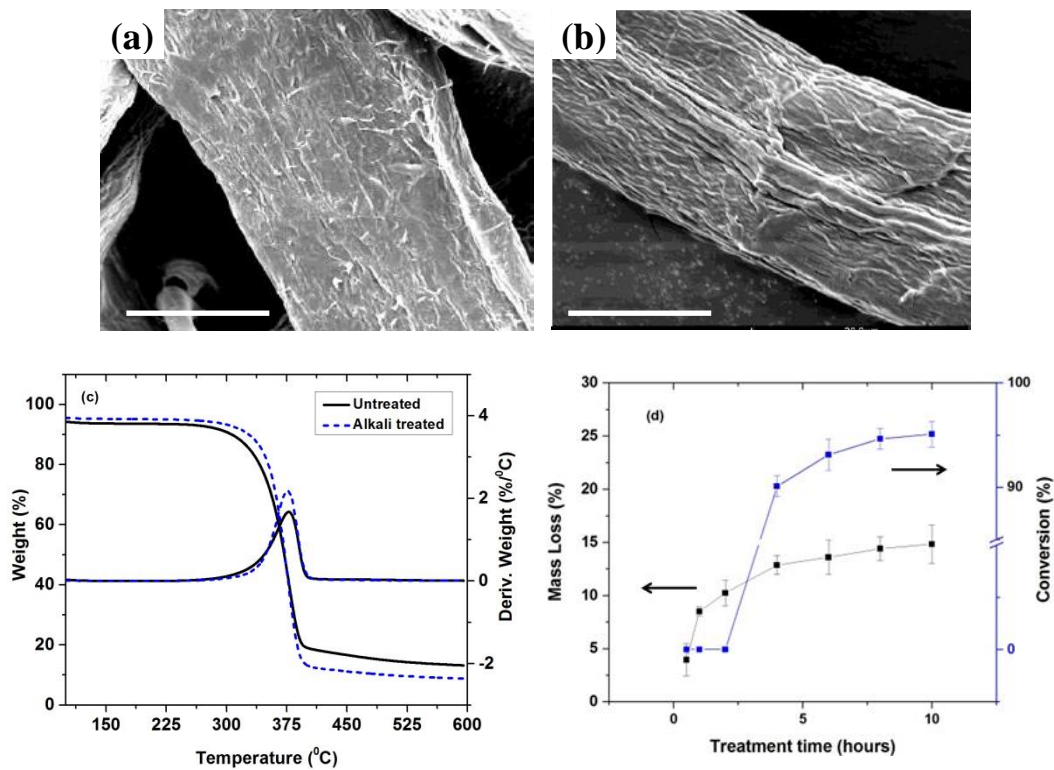 (a)
(b)
(c)
Untreated
Alkali treated
100
80
60
40
20
0
Weight (%)
4
2
0
-2
Deriv. Weight (%/⁰C)
150 225 300 375 450 525 600
Temperature (⁰C)
(d)
30
25
20
15
10
5
0
Mass Loss (%)
100
90
0
Conversion (%)
0 5 10
Treatment time (hours)